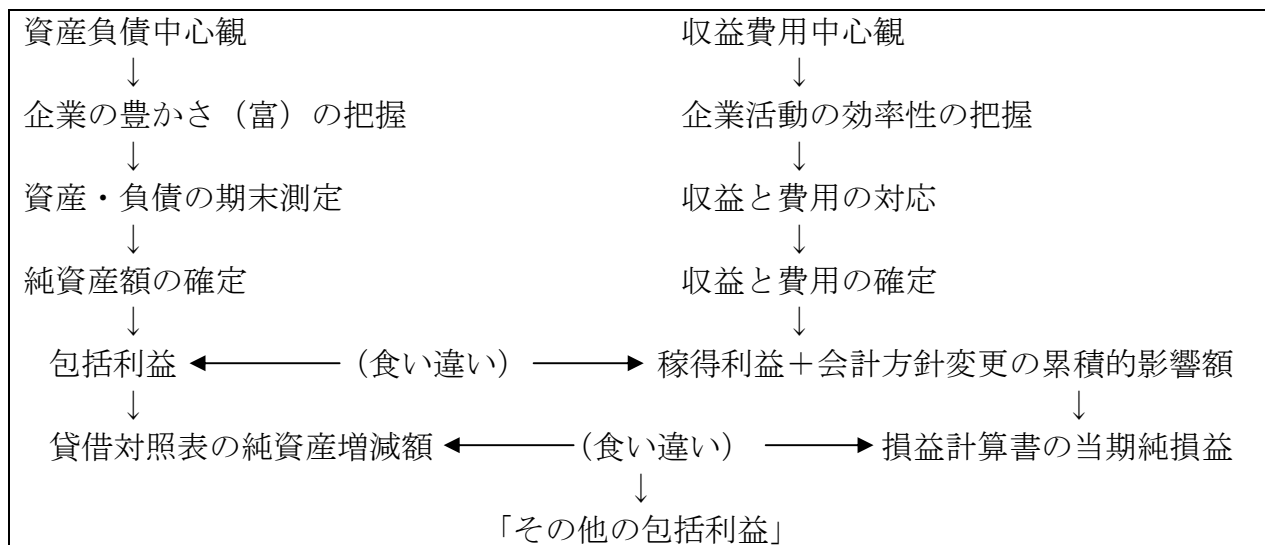 資産負債中心観 収益費用中心観
↓ ↓
企業の豊かさ（富）の把握 企業活動の効率性の把握
↓ ↓
資産・負債の期末測定 収益と費用の対応
↓ ↓
純資産額の確定 収益と費用の確定
↓ ↓
包括利益 ←（食い違い）→ 稼得利益＋会計方針変更の累積的影響額
↓ ↓
貸借対照表の純資産増減額 ←（食い違い）→ 損益計算書の当期純損益
↓
「その他の包括利益」